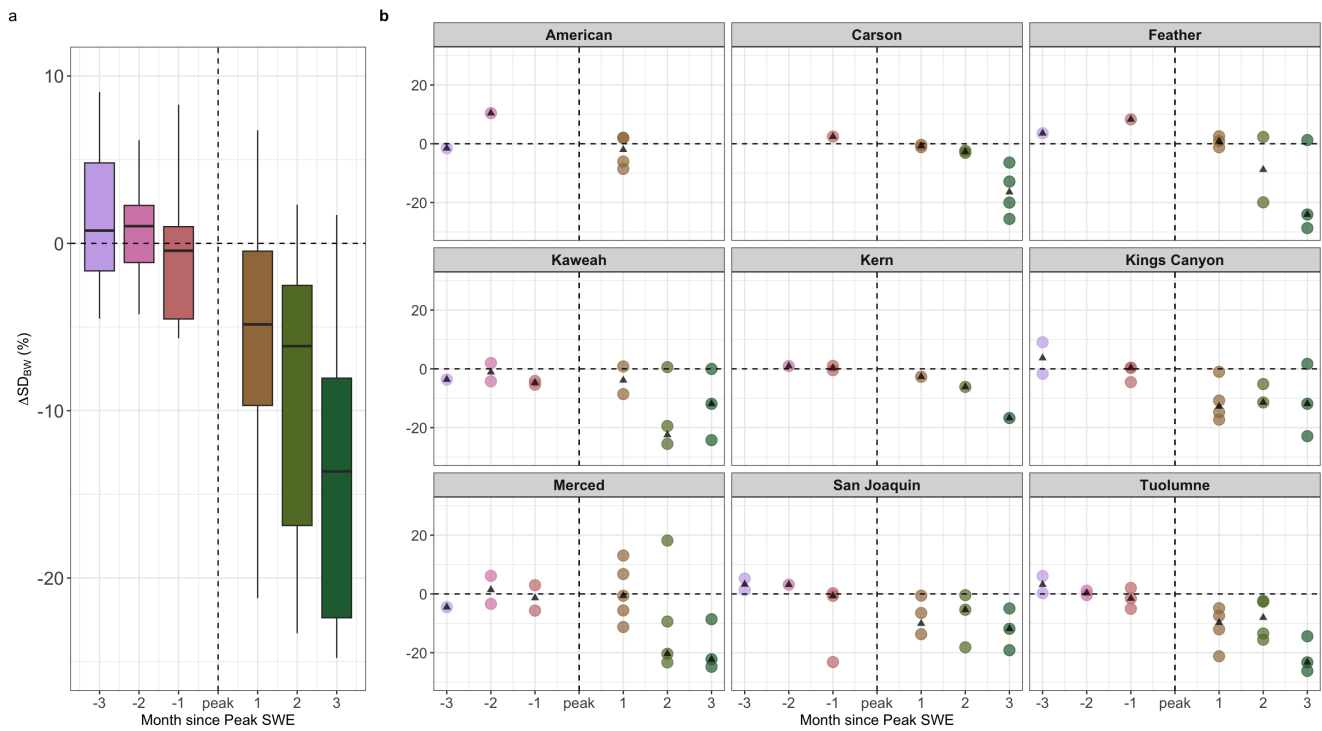 a
b
10
0
-10
-20
ΔSDBW (%)
-3 -2 -1 peak 1 2 3
Month since Peak SWE
American Carson Feather
20
0
-20
Kaweah Kern Kings Canyon
20
0
-20
Merced San Joaquin Tuolumne
20
0
-20
-3 -2 -1 peak 1 2 3 -3 -2 -1 peak 1 2 3 -3 -2 -1 peak 1 2 3
Month since Peak SWE